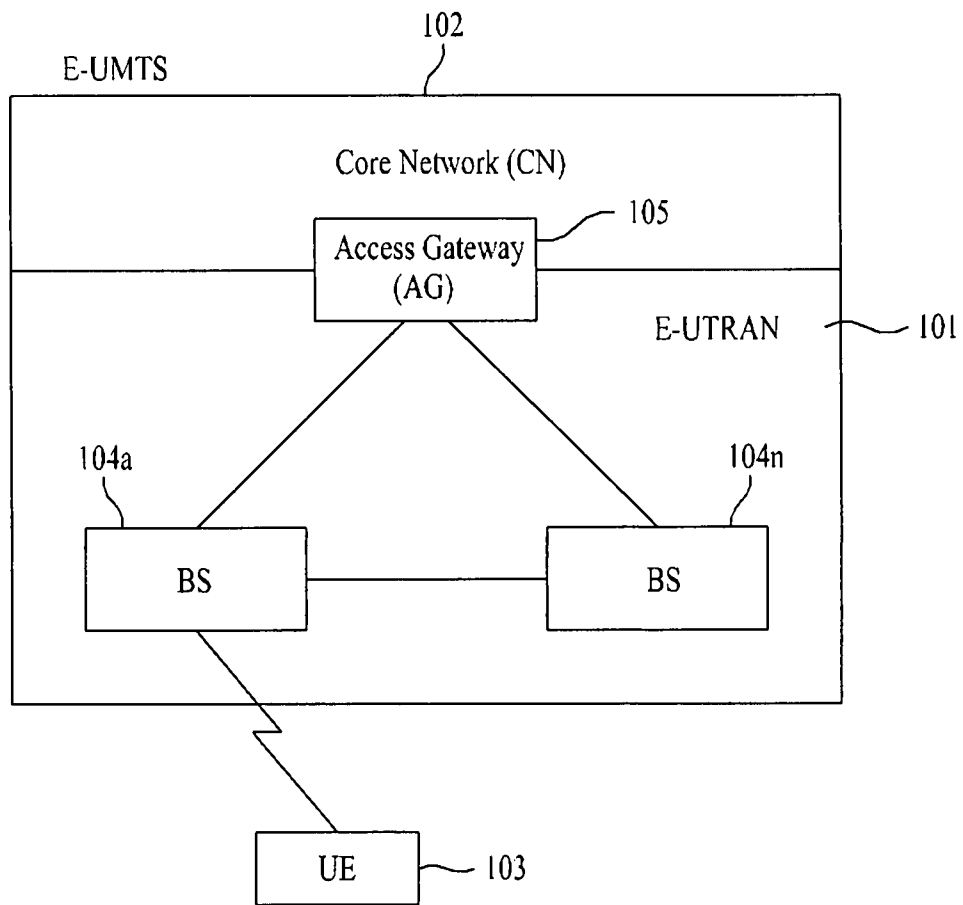 102
E-UMTS
Core Network (CN)
105
Access Gateway
(AG)
E-UTRAN
101
104a
104n
BS
BS
UE
103